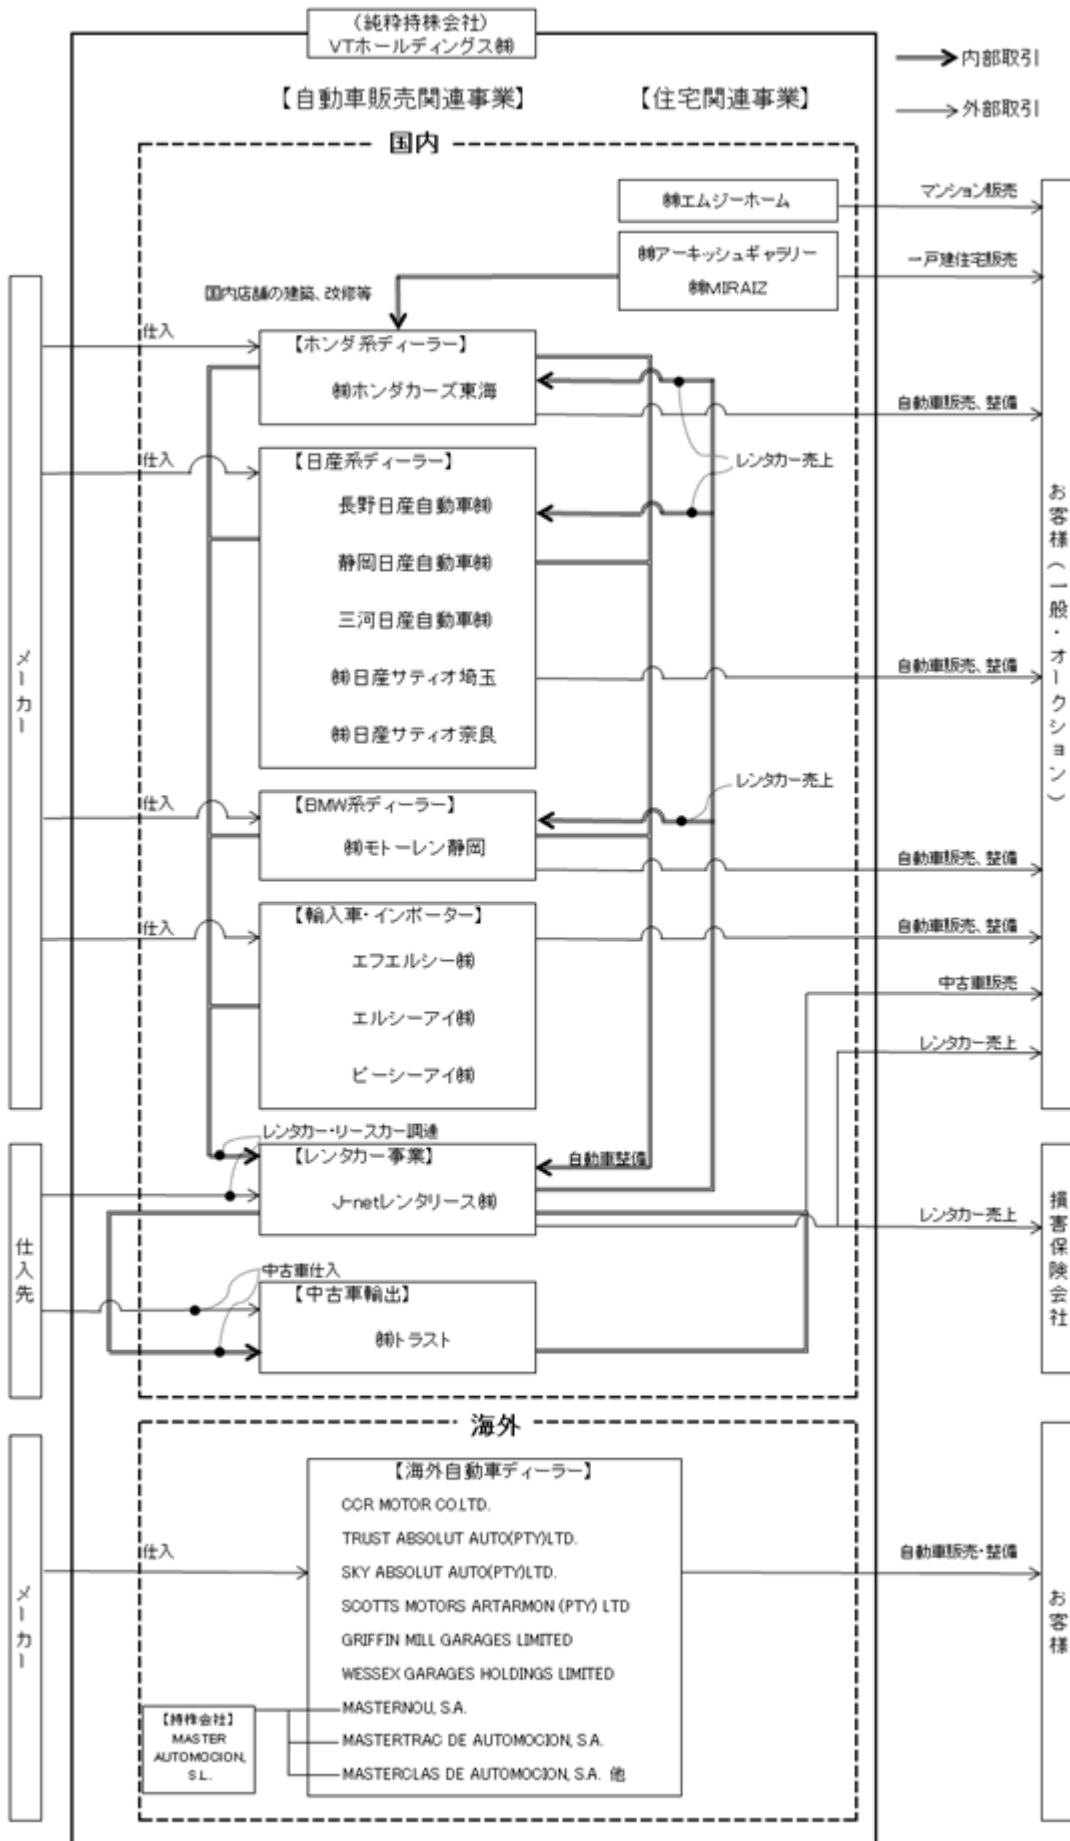 (純粋持株会社)
VTホールディングス㈱
内部取引
外部取引
【自動車販売関連事業】
【住宅関連事業】
国内
㈱エムジーホーム
マンション販売
㈱アーキッシュギャラリー
㈱MIRAIZ
一戸建住宅販売
国内店舗の建築、改修等
仕入
【ホンダ系ディーラー】
㈱ホンダカーズ東海
自動車販売、整備
レンタカー売上
仕入
【日産系ディーラー】
長野日産自動車㈱
静岡日産自動車㈱
三河日産自動車㈱
㈱日産サティオ埼玉
㈱日産サティオ奈良
自動車販売、整備
レンタカー売上
仕入
【BMW系ディーラー】
㈱モトーレン静岡
自動車販売、整備
仕入
【輸入車・インポーター】
エフエルシー㈱
エルシーアイ㈱
ピーシーアイ㈱
自動車販売、整備
中古車販売
レンタカー売上
メーカー
お客様(一般・オークション)
レンタカー・リースカー調達
【レンタカー事業】
J-netレンタリース㈱
自動車整備
レンタカー売上
中古車仕入
【中古車輸出】
㈱トラスト
仕入先
損害保険会社
海外
【海外自動車ディーラー】
CCR MOTOR CO.LTD.
TRUST ABSOLUT AUTO(PTY)LTD.
SKY ABSOLUT AUTO(PTY)LTD.
SCOTTS MOTORS ARTARMON (PTY) LTD
GRIFFIN MILL GARAGES LIMITED
WESSEX GARAGES HOLDINGS LIMITED
MASTERNOU, S.A.
MASTERTRAC DE AUTOMOCION, S.A.
MASTERCLAS DE AUTOMOCION, S.A. 他
【持株会社】
MASTER
AUTOMOCION,
S.L.
仕入
自動車販売・整備
メーカー
お客様